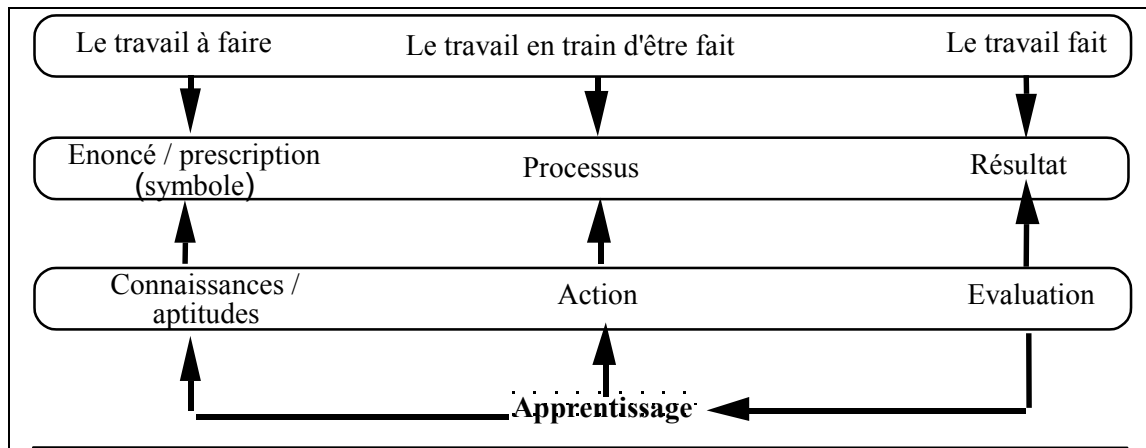 Le travail à faire
Le travail en train d'être fait
Le travail fait
Enoncé / prescription
(symbole)
Processus
Résultat
Connaissances /
aptitudes
Action
Evaluation
Apprentissage